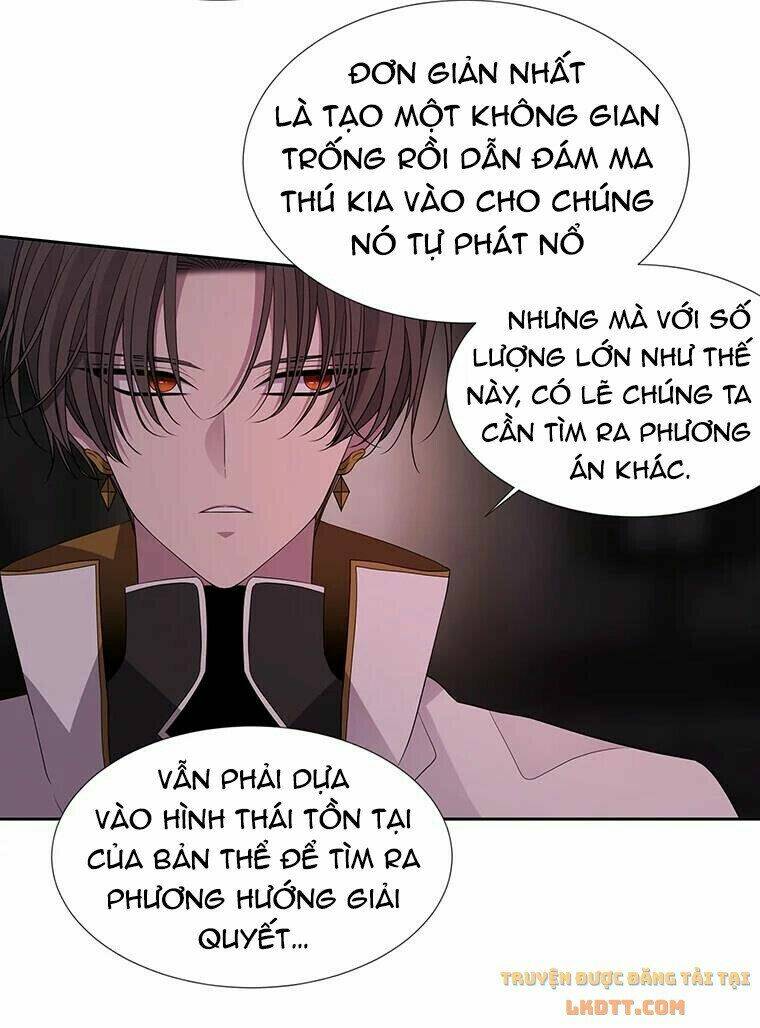 ĐƠN GIẢN NHẤT
LÀ TẠO MỘT KHÔNG GIAN
TRỐNG RỒI DẪN ĐÁM MA
THÚ KIA VÀO CHO CHÚNG
NÓ TỰ PHÁT NỔ
NHƯNG MÀ VỚI SỐ
LƯỢNG LỚN NHƯ THẾ
NÀY, CÓ LẼ CHÚNG TA
CẦN TÌM RA PHƯƠNG
ÁN KHÁC.
VẪN PHẢI DỰA
VÀO HÌNH THÁI TỒN TẠI
CỦA BẢN THỂ ĐỂ TÌM RA
PHƯƠNG HƯỚNG GIẢI
QUYẾT...
TRUYỆN ĐƯỢC ĐĂNG TẢI TẠI
LKDTT.COM